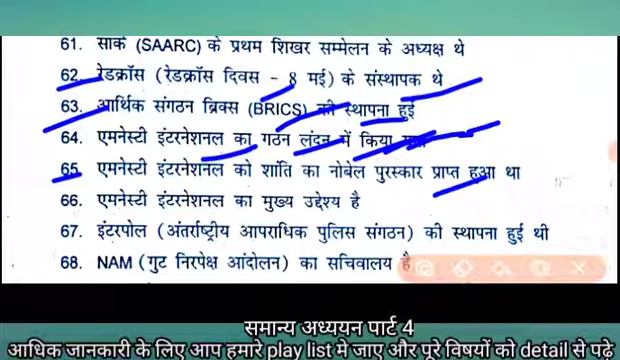 61. सार्क (SAARC) के प्रथम शिखर सम्मेलन के अध्यक्ष थे
62. रेडक्रॉस (रेडक्रॉस दिवस - 8 मई) के संस्थापक थे
63. आर्थिक संगठन ब्रिक्स (BRICS) की स्थापना हुई
64. एमनेस्टी इंटरनेशनल का गठन लंदन में किया
65. एमनेस्टी इंटरनेशनल को शांति का नोबेल पुरस्कार प्राप्त हुआ था
66. एमनेस्टी इंटरनेशनल का मुख्य उद्देश्य है
67. इंटरपोल (अंतर्राष्ट्रीय आपराधिक पुलिस संगठन) की स्थापना हुई थी
68. NAM (गुट निरपेक्ष आंदोलन) का सचिवालय है
समान्य अध्ययन पार्ट 4
आधिक जानकारी के लिए आप हमारे play list मे जाए और पूरे विषयों को detail से पढ़े